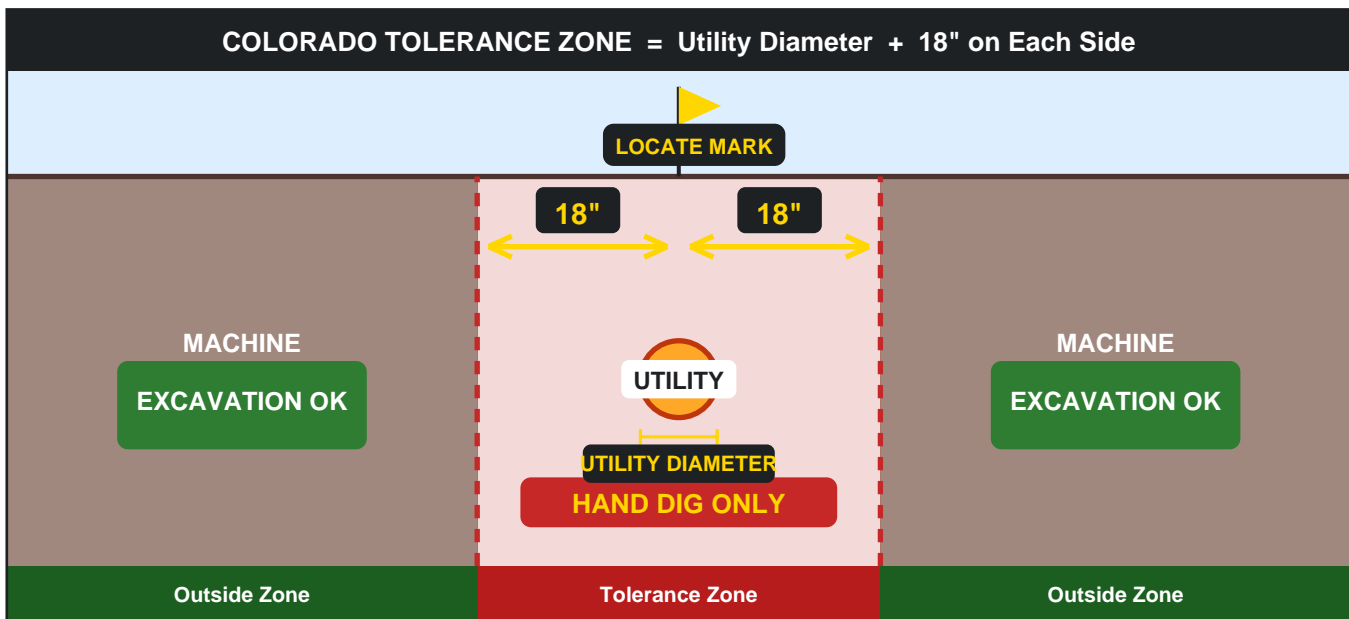 COLORADO TOLERANCE ZONE = Utility Diameter + 18" on Each Side
LOCATE MARK
18"
18"
MACHINE
EXCAVATION OK
UTILITY
UTILITY DIAMETER
HAND DIG ONLY
MACHINE
EXCAVATION OK
Outside Zone
Tolerance Zone
Outside Zone